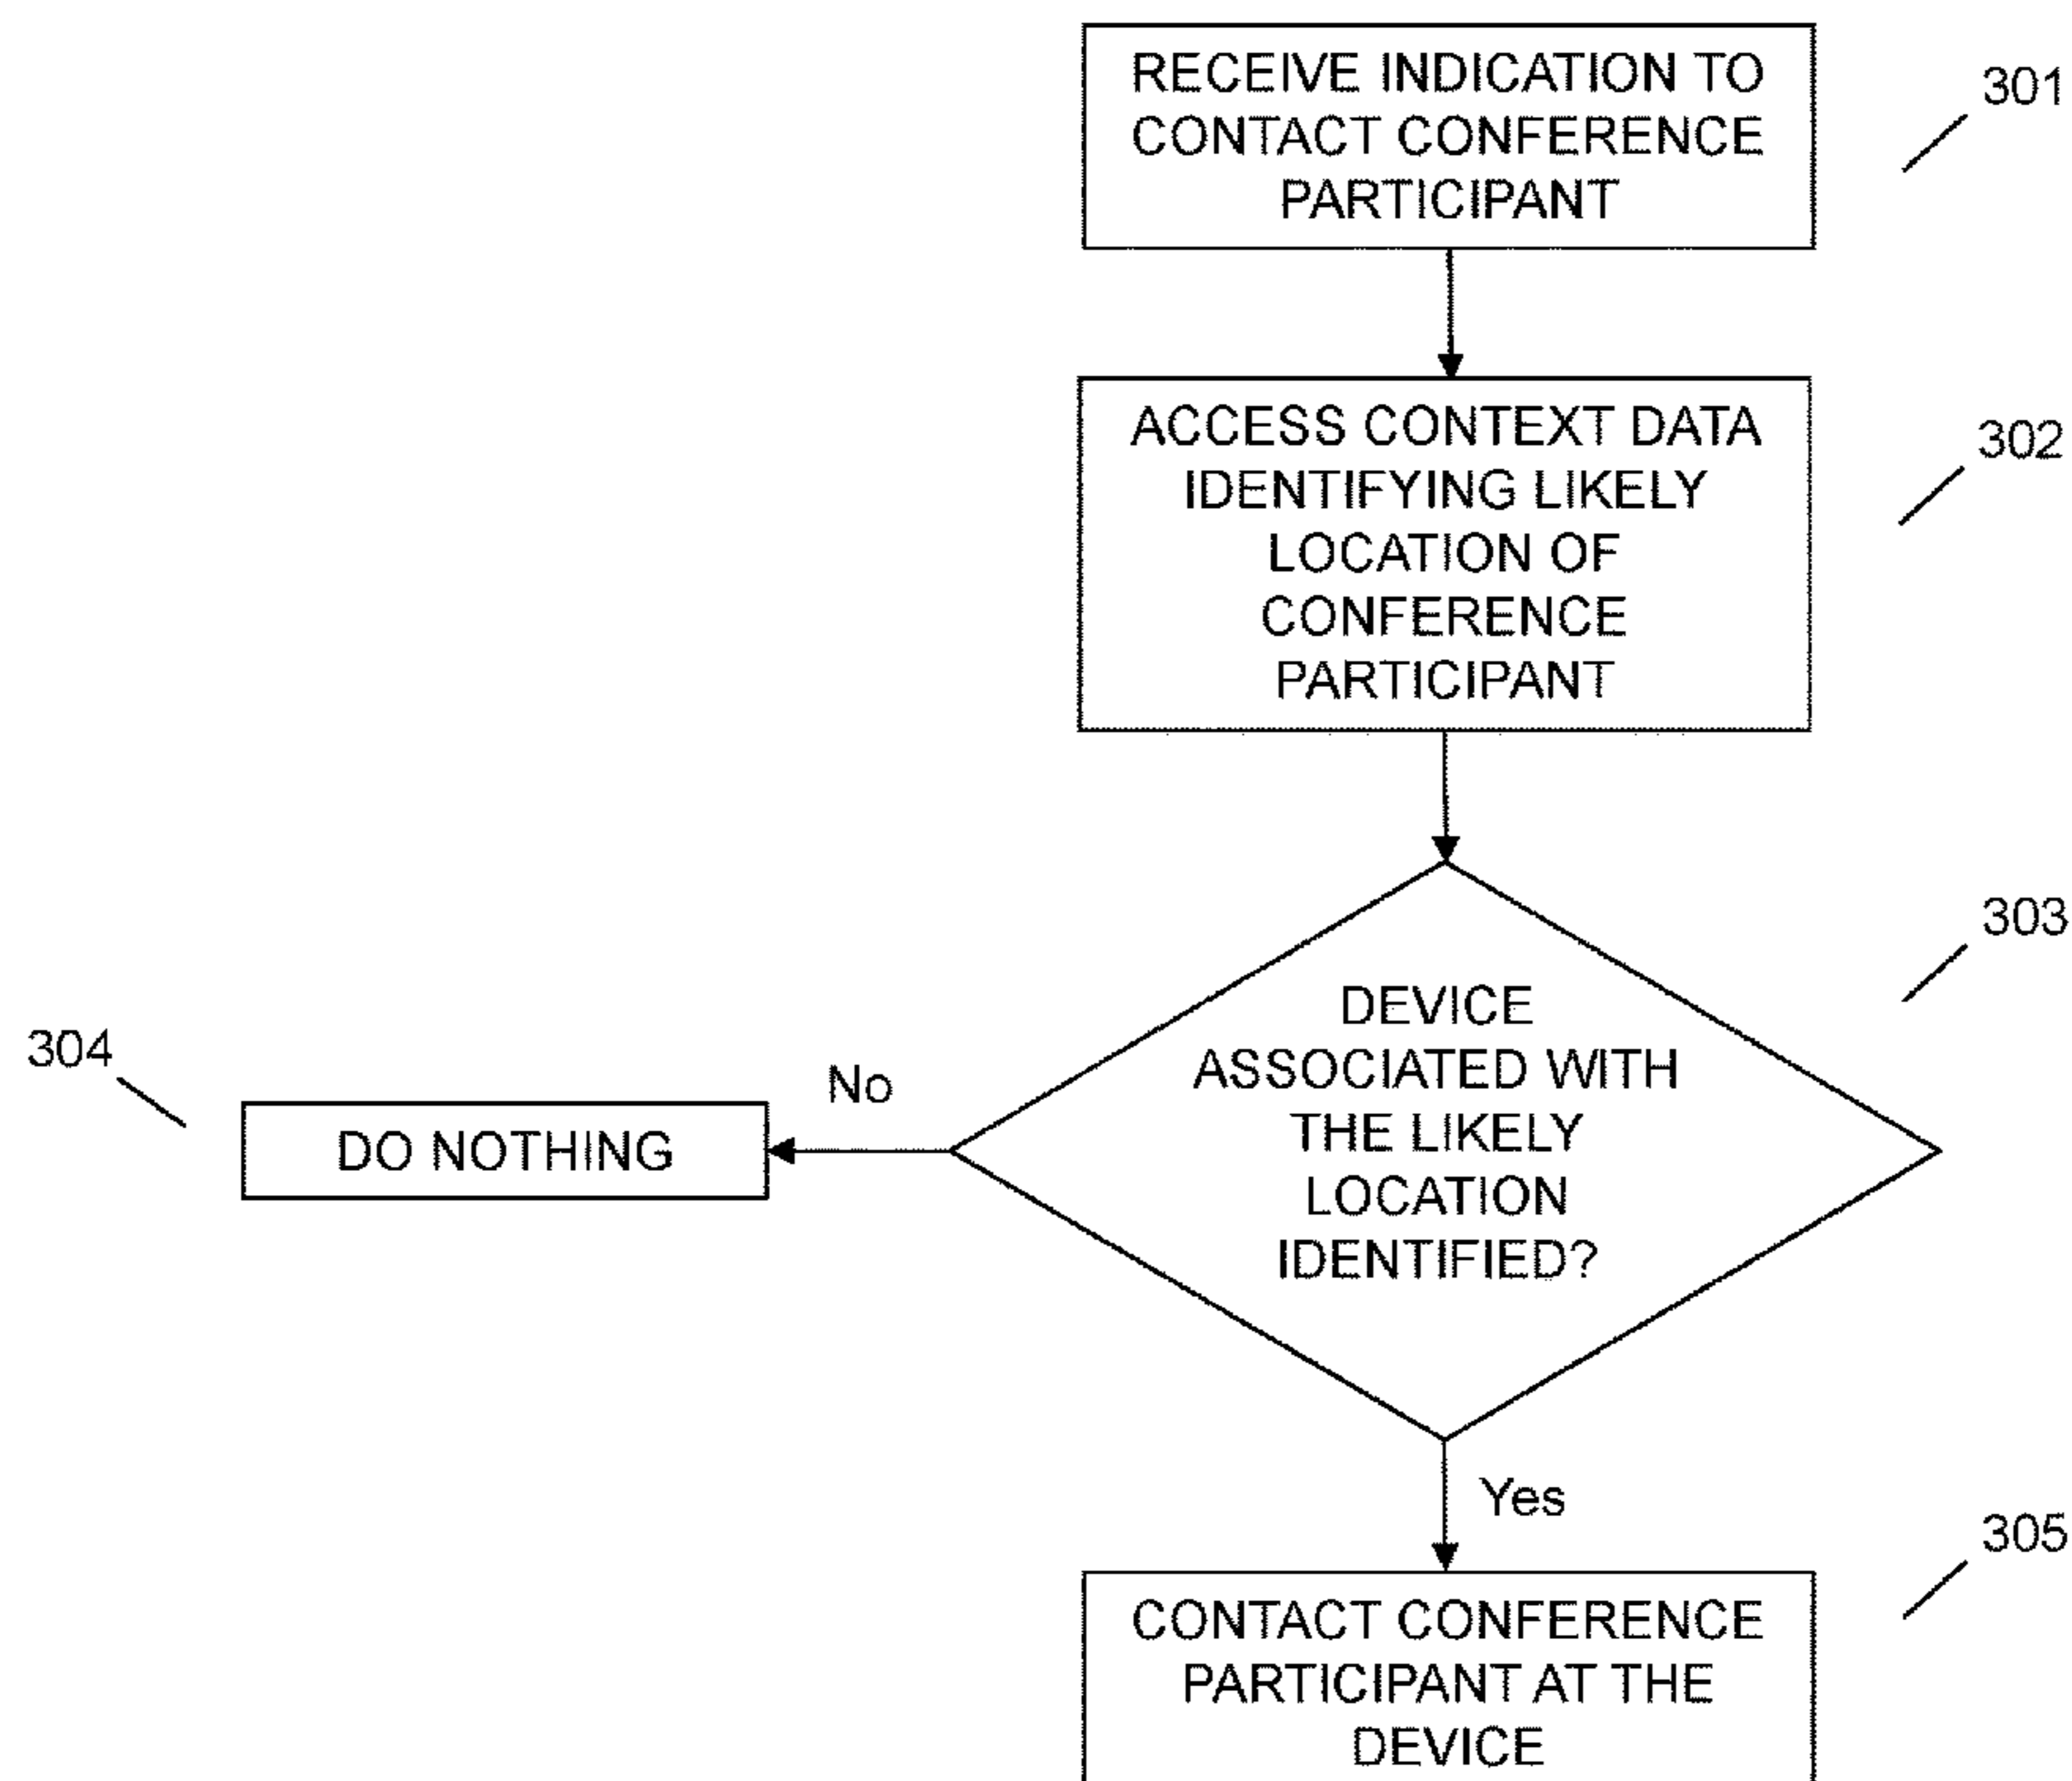 RECEIVE INDICATION TO
CONTACT CONFERENCE
PARTICIPANT
301
ACCESS CONTEXT DATA
IDENTIFYING LIKELY
LOCATION OF
CONFERENCE
PARTICIPANT
302
DEVICE
ASSOCIATED WITH
THE LIKELY
LOCATION
IDENTIFIED?
303
No
304
DO NOTHING
Yes
CONTACT CONFERENCE
PARTICIPANT AT THE
DEVICE
305